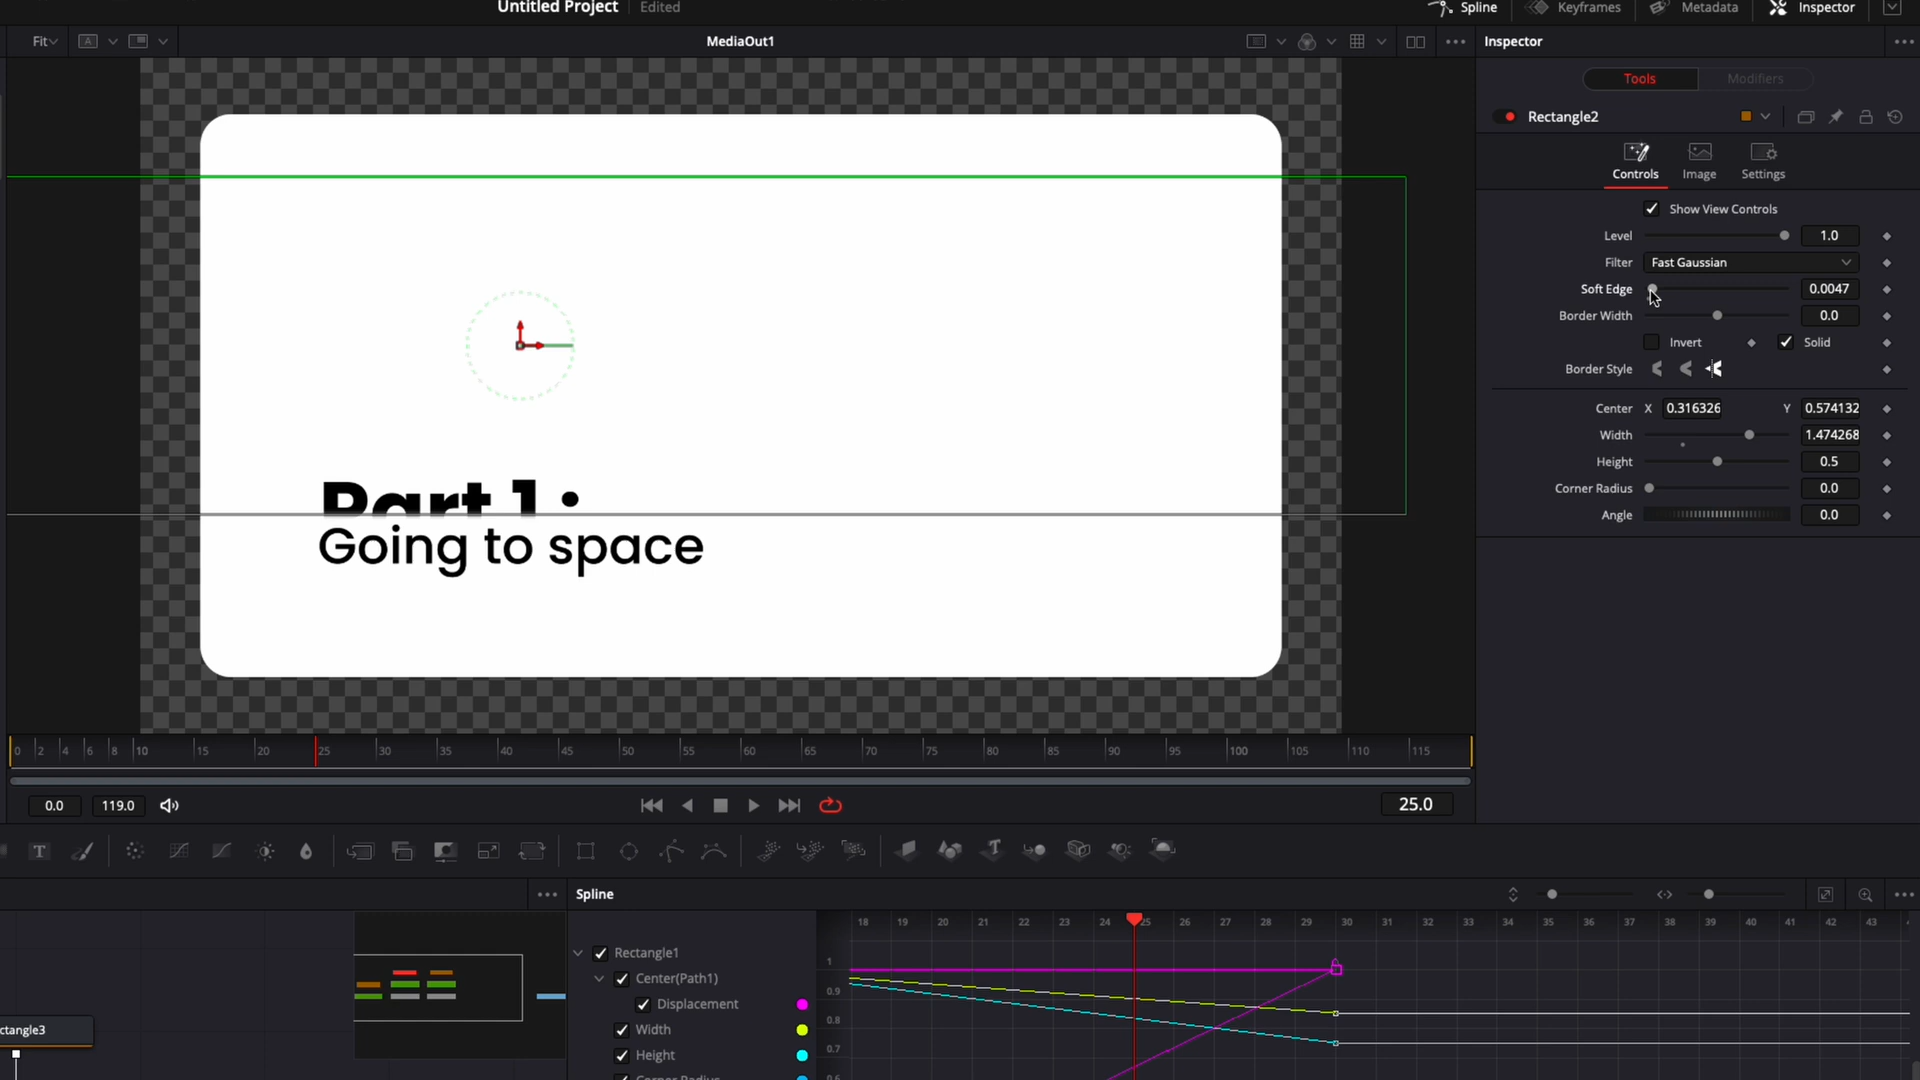 Untitled Project Edited Spline Keyframes Metadata Inspector
Fit A MediaOut1 Inspector
Tools Modifiers
Rectangle2
Controls Image Settings
Show View Controls
Level 1.0
Filter Fast Gaussian
Soft Edge 0.0047
Border Width 0.0
Invert Solid
Border Style
Center X 0.316326 Y 0.574132
Width 1.474268
Height 0.5
Corner Radius 0.0
Angle 0.0
Part 1:
Going to space
0 2 4 6 8 10 15 20 25 30 35 40 45 50 55 60 65 70 75 80 85 90 95 100 105 110 115
0.0 119.0 25.0
T T
Spline
18 19 20 21 22 23 24 25 26 27 28 29 30 31 32 33 34 35 36 37 38 39 40 41 42 43
Rectangle1
Center(Path1)
Displacement
Width
Height
Corner Radius
1
0.9
0.8
0.7
0.6
ctangle3